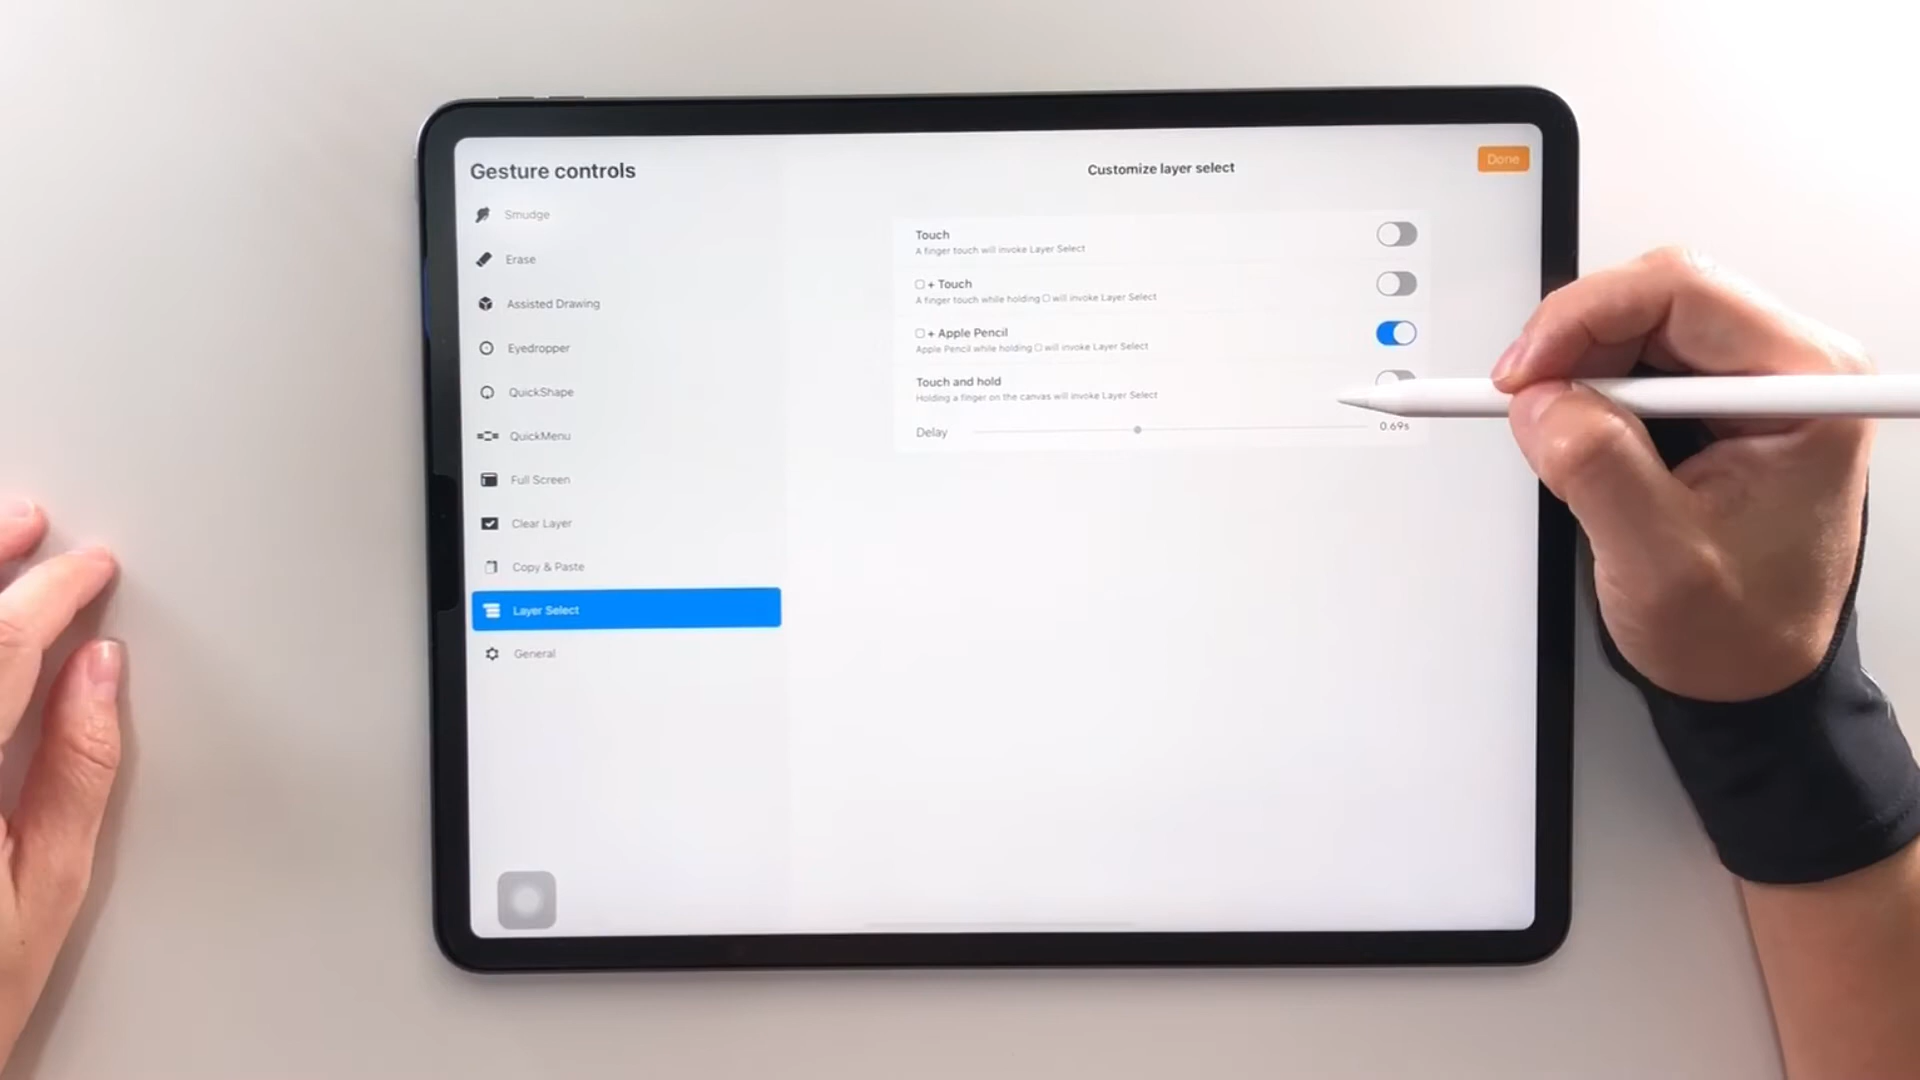 Gesture controls
Smudge
Erase
Assisted Drawing
Eyedropper
QuickShape
QuickMenu
Full Screen
Clear Layer
Copy & Paste
Layer Select
General
Customize layer select
Done
Touch
A finger touch will invoke Layer Select
▢ + Touch
A finger touch while holding ▢ will invoke Layer Select
▢ + Apple Pencil
Apple Pencil while holding ▢ will invoke Layer Select
Touch and hold
Holding a finger on the canvas will invoke Layer Select
Delay
0.69s